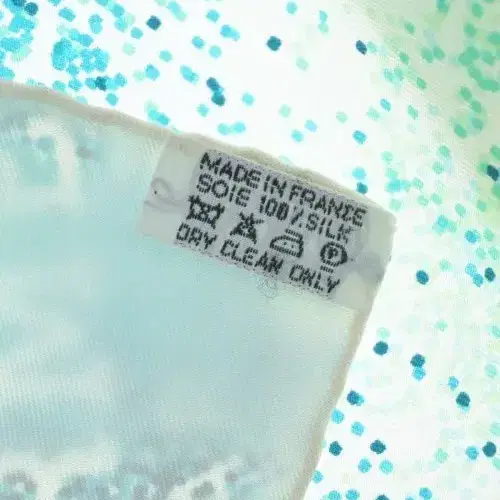 MADE IN FRANCE
SOIE 100% SILK
P
DRY CLEAN ONLY